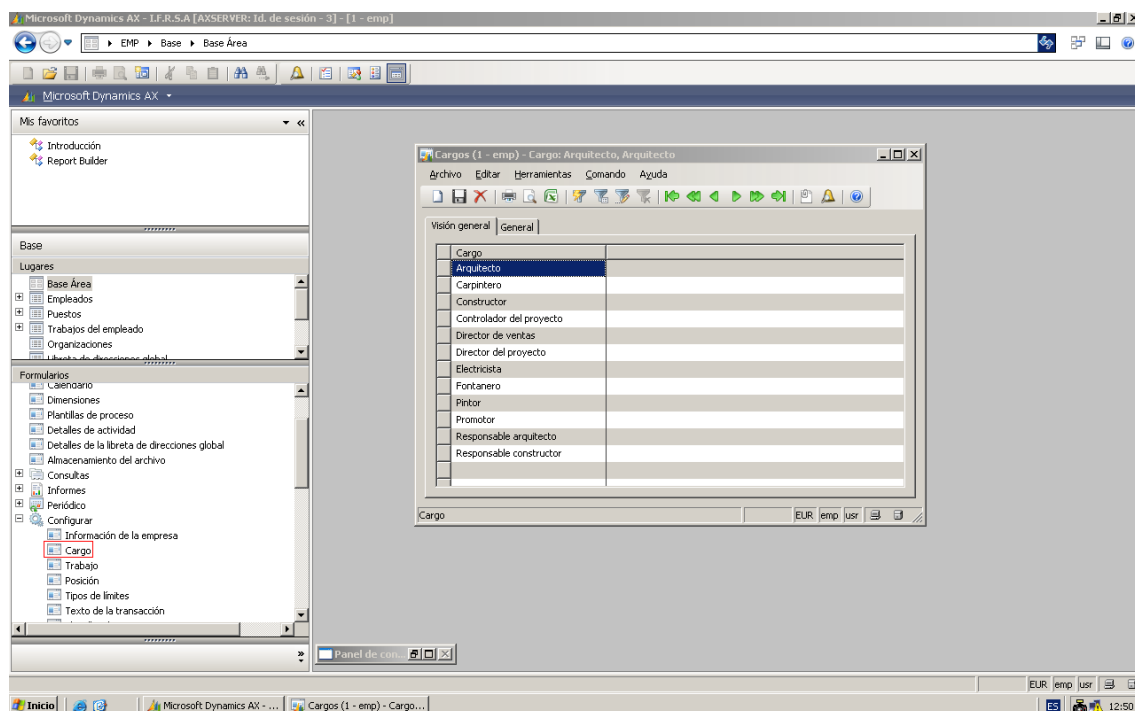 Microsoft Dynamics AX - I.F.R.S.A [AXSERVER: Id. de sesión - 3] - [1 - emp]
EMP ▸ Base ▸ Base Área
Microsoft Dynamics AX
Mis favoritos
Introducción
Report Builder
Base
Lugares
Base Área
Empleados
Puestos
Trabajos del empleado
Organizaciones
Libreta de direcciones global
Formularios
Calendario
Dimensiones
Plantillas de proceso
Detalles de actividad
Detalles de la libreta de direcciones global
Almacenamiento del archivo
Consultas
Informes
Periódico
Configurar
Información de la empresa
Cargo
Trabajo
Posición
Tipos de límites
Texto de la transacción
Cargos (1 - emp) - Cargo: Arquitecto, Arquitecto
Archivo Editar Herramientas Comando Ayuda
Visión general General
Cargo
Arquitecto
Carpintero
Constructor
Controlador del proyecto
Director de ventas
Director del proyecto
Electricista
Fontanero
Pintor
Promotor
Responsable arquitecto
Responsable constructor
Cargo EUR emp usr
Panel de con...
EUR emp usr
Inicio Microsoft Dynamics AX - ... Cargos (1 - emp) - Cargo... ES 12:50